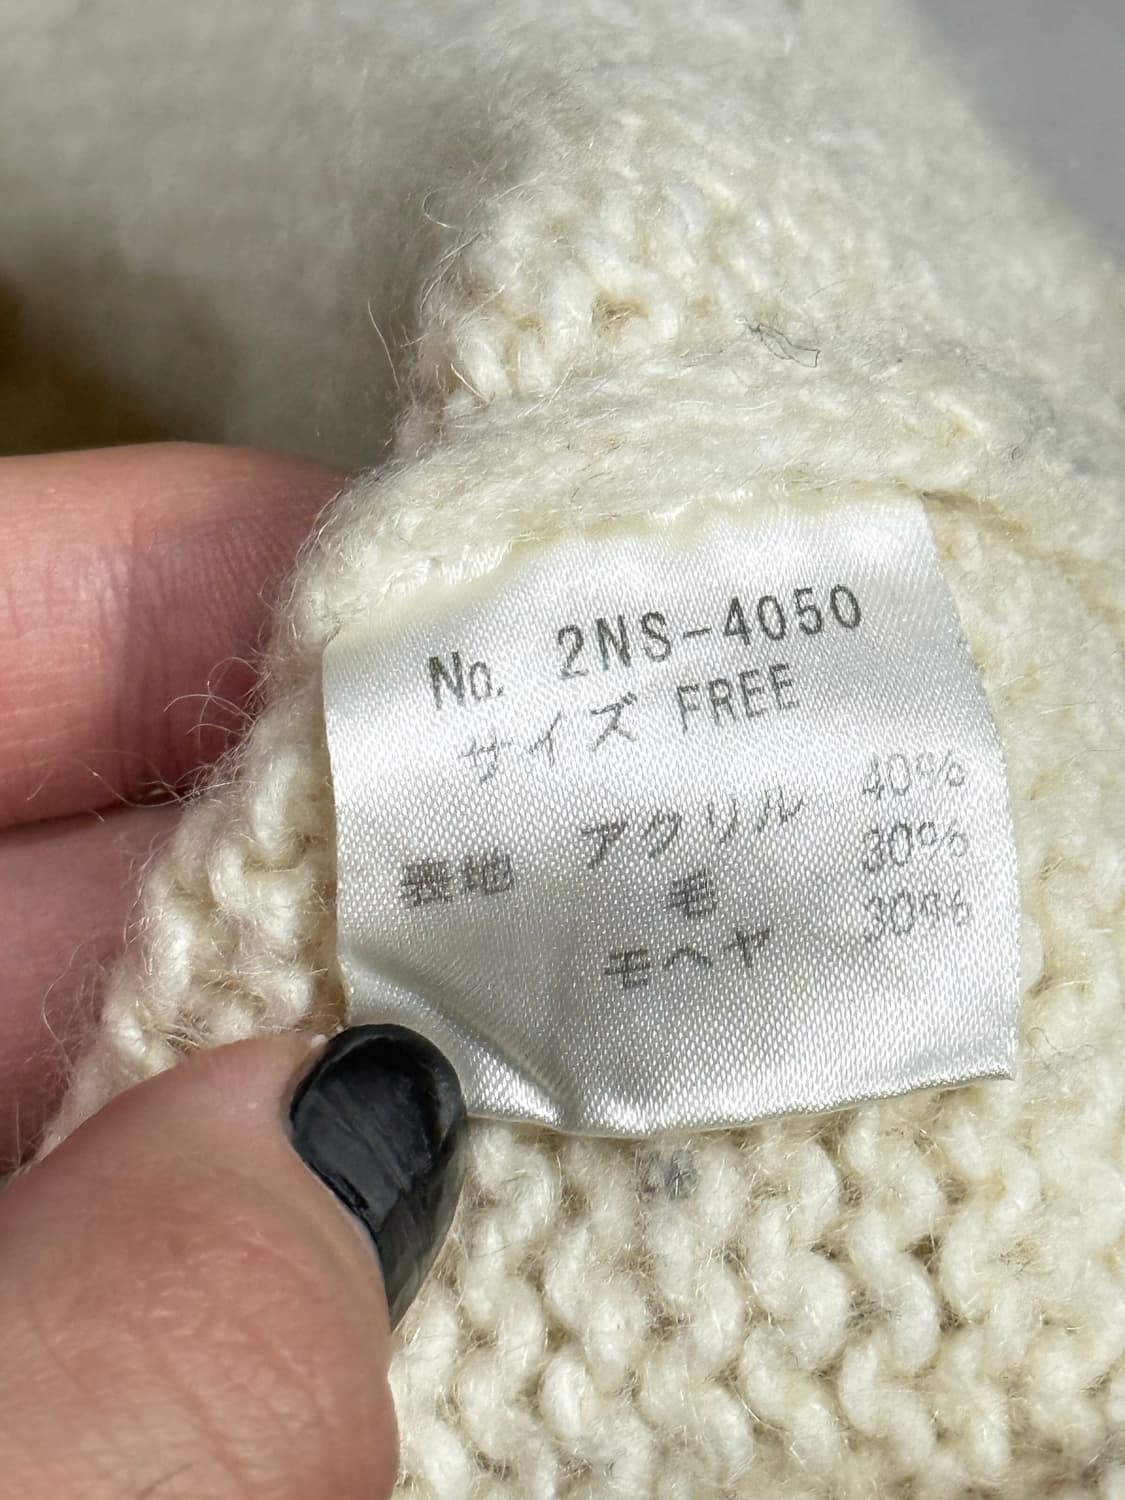 No. 2NS-4050
サイズ FREE
アクリル 40%
表地 毛 30%
モヘヤ 30%